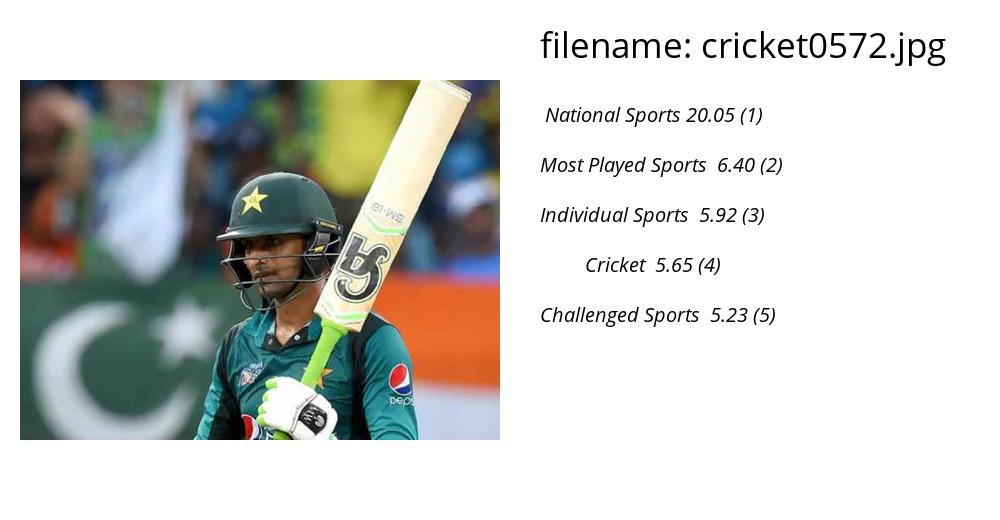 filename: cricket0572.jpg
National Sports 20.05 (1)
Most Played Sports 6.40 (2)
Individual Sports 5.92 (3)
Cricket 5.65 (4)
Challenged Sports 5.23 (5)
SM-18
CA
pepsi